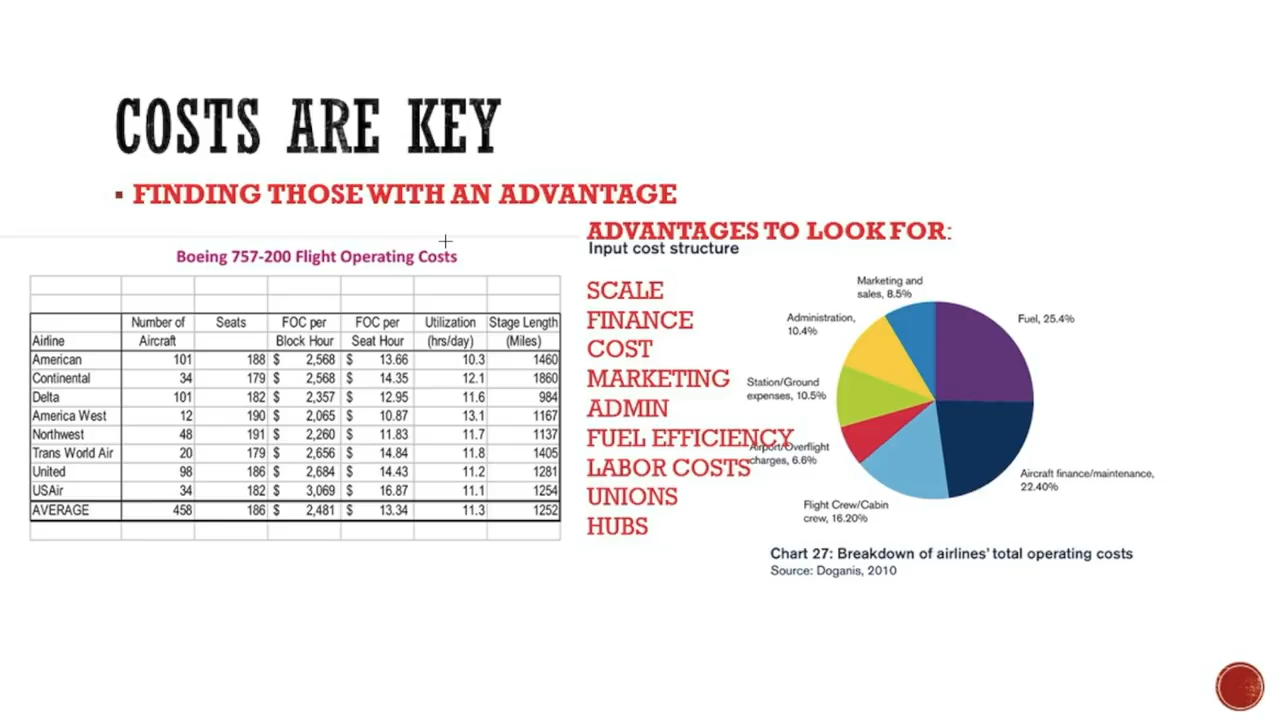 COSTS ARE KEY
▪ FINDING THOSE WITH AN ADVANTAGE
ADVANTAGES TO LOOK FOR:
Input cost structure
SCALE
FINANCE
COST
MARKETING
ADMIN
FUEL EFFICIENCY
LABOR COSTS
UNIONS
HUBS
Boeing 757-200 Flight Operating Costs
Number of Seats FOC per FOC per Utilization Stage Length
Airline Aircraft Block Hour Seat Hour (hrs/day) (Miles)
American 101 188 $ 2,568 $ 13.66 10.3 1460
Continental 34 179 $ 2,568 $ 14.35 12.1 1860
Delta 101 182 $ 2,357 $ 12.95 11.6 984
America West 12 190 $ 2,065 $ 10.87 13.1 1167
Northwest 48 191 $ 2,260 $ 11.83 11.7 1137
Trans World Air 20 179 $ 2,656 $ 14.84 11.8 1405
United 98 186 $ 2,684 $ 14.43 11.2 1281
USAir 34 182 $ 3,069 $ 16.87 11.1 1254
AVERAGE 458 186 $ 2,481 $ 13.34 11.3 1252
Marketing and
sales, 8.5%
Fuel, 25.4%
Administration,
10.4%
Station/Ground
expenses, 10.5%
Airport/Overflight
charges, 6.6%
Aircraft finance/maintenance,
22.40%
Flight Crew/Cabin
crew, 16.20%
Chart 27: Breakdown of airlines' total operating costs
Source: Doganis, 2010